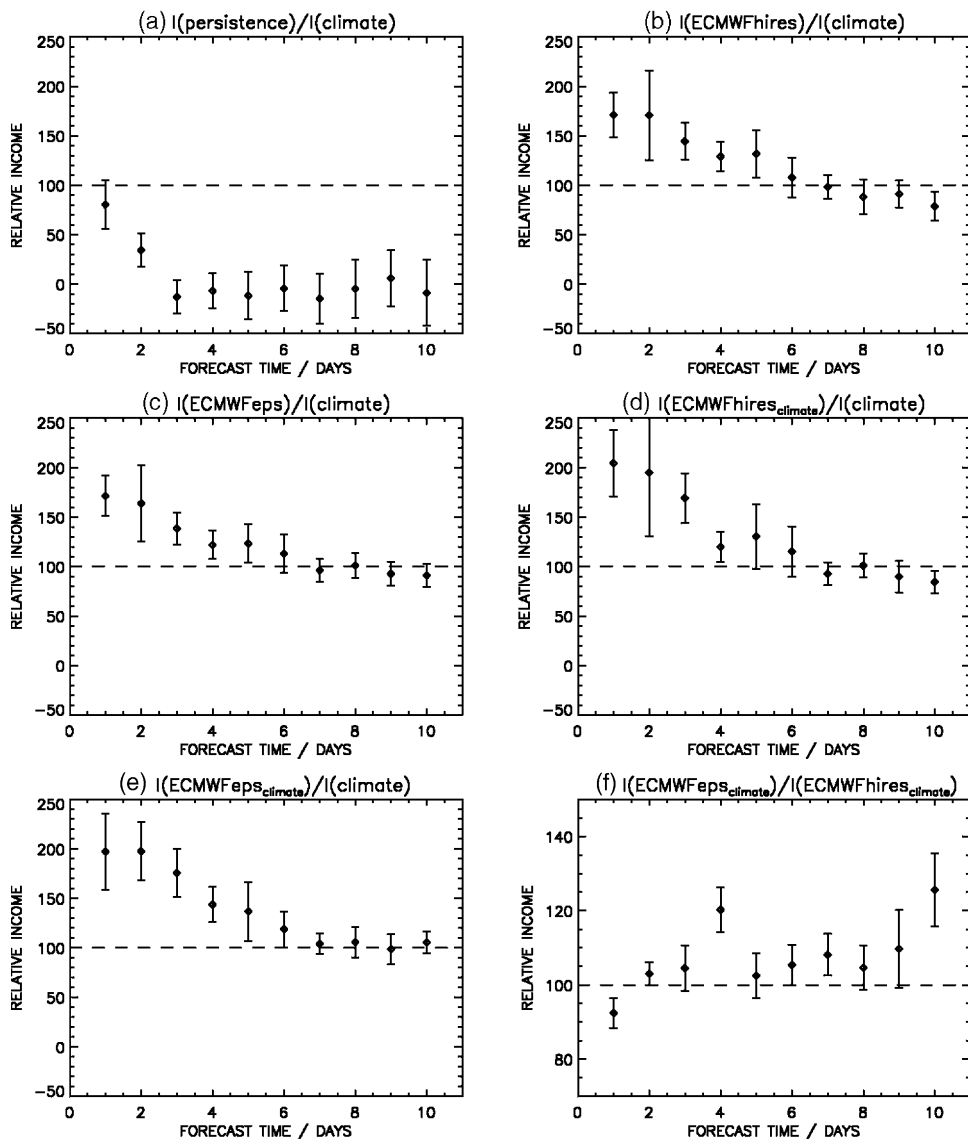 (a) I(persistence)/I(climate)
250
200
150
100
50
0
−50
RELATIVE INCOME
0 2 4 6 8 10
FORECAST TIME / DAYS
(b) I(ECMWFhires)/I(climate)
250
200
150
100
50
0
−50
RELATIVE INCOME
0 2 4 6 8 10
FORECAST TIME / DAYS
(c) I(ECMWFeps)/I(climate)
250
200
150
100
50
0
−50
RELATIVE INCOME
0 2 4 6 8 10
FORECAST TIME / DAYS
(d) I(ECMWFhires_climate)/I(climate)
250
200
150
100
50
0
−50
RELATIVE INCOME
0 2 4 6 8 10
FORECAST TIME / DAYS
(e) I(ECMWFeps_climate)/I(climate)
250
200
150
100
50
0
−50
RELATIVE INCOME
0 2 4 6 8 10
FORECAST TIME / DAYS
(f) I(ECMWFeps_climate)/I(ECMWFhires_climate)
140
120
100
80
RELATIVE INCOME
0 2 4 6 8 10
FORECAST TIME / DAYS